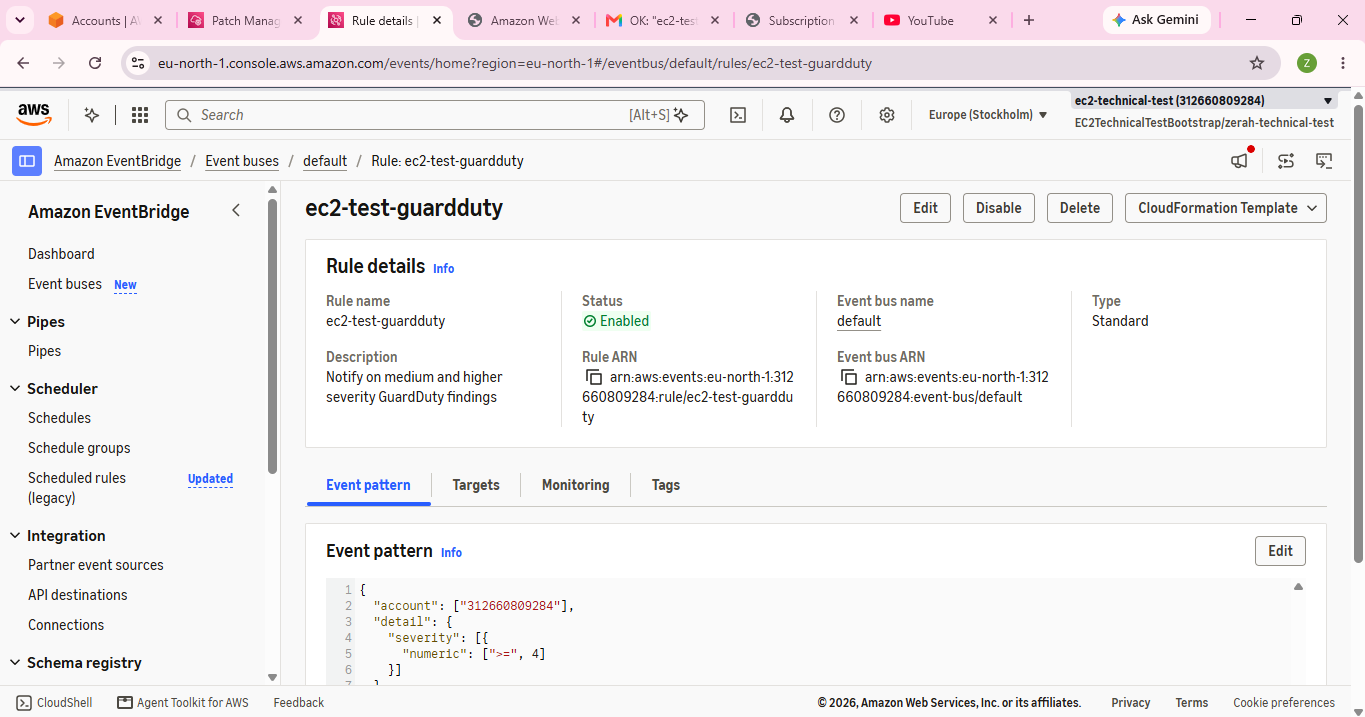 Accounts | A
Patch Manag
Rule details
Amazon Web
OK: "ec2-test
Subscription
YouTube
Ask Gemini
eu-north-1.console.aws.amazon.com/events/home?region=eu-north-1#/eventbus/default/rules/ec2-test-guardduty
Z
aws
Search
[Alt+S]
Europe (Stockholm)
ec2-technical-test (312660809284)
EC2TechnicalTestBootstrap/zerah-technical-test
Amazon EventBridge / Event buses / default / Rule: ec2-test-guardduty
Amazon EventBridge
Dashboard
Event buses New
Pipes
Pipes
Scheduler
Schedules
Schedule groups
Scheduled rules
(legacy)
Updated
Integration
Partner event sources
API destinations
Connections
Schema registry
ec2-test-guardduty
Edit
Disable
Delete
CloudFormation Template
Rule details Info
Rule name
ec2-test-guardduty
Description
Notify on medium and higher
severity GuardDuty findings
Status
Enabled
Rule ARN
arn:aws:events:eu-north-1:312
660809284:rule/ec2-test-guarddu
ty
Event bus name
default
Event bus ARN
arn:aws:events:eu-north-1:312
660809284:event-bus/default
Type
Standard
Event pattern
Targets
Monitoring
Tags
Event pattern Info
Edit
1 {
2 "account": ["312660809284"],
3 "detail": {
4 "severity": [{
5 "numeric": [">=", 4]
6 }]
CloudShell
Agent Toolkit for AWS
Feedback
© 2026, Amazon Web Services, Inc. or its affiliates.
Privacy
Terms
Cookie preferences